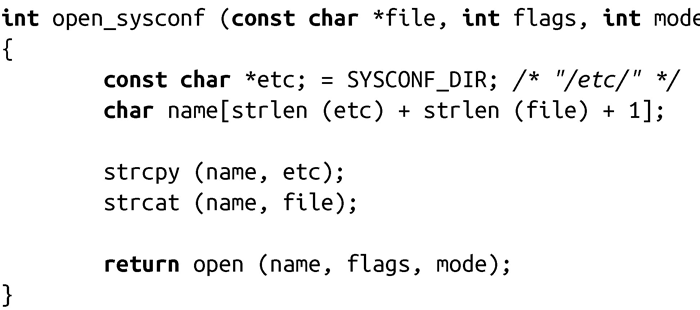 int open_sysconf (const char *file, int flags, int mode
{
const char *etc; = SYSCONF_DIR; /* "/etc/" */
char name[strlen (etc) + strlen (file) + 1];
strcpy (name, etc);
strcat (name, file);
return open (name, flags, mode);
}